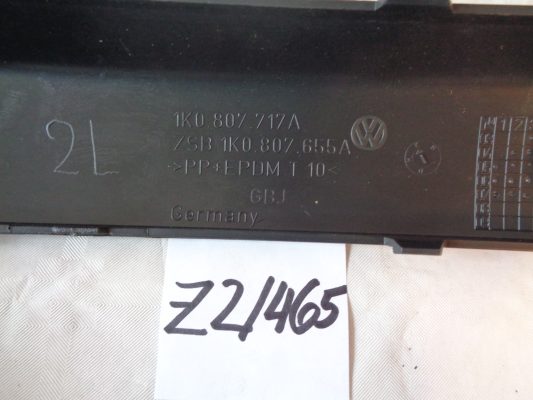 1K0.807.717A
ZSB 1K0.807.655A
>PP+EPDM T 10<
GBJ
Germany
2L
Z21465